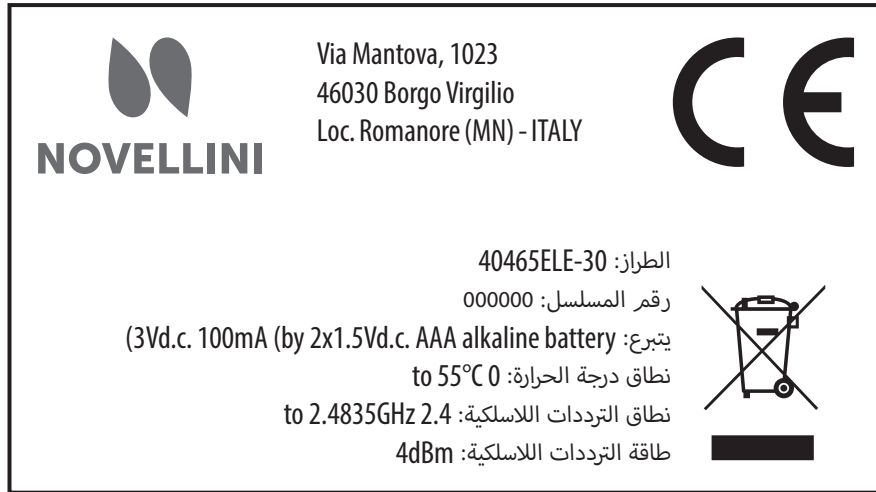 NOVELLINI
Via Mantova, 1023
46030 Borgo Virgilio
Loc. Romanore (MN) - ITALY
CE
الطراز: 40465ELE-30
رقم المسلسل: 000000
يتبرع: 3Vd.c. 100mA (by 2x1.5Vd.c. AAA alkaline battery)
نطاق درجة الحرارة: 0 to 55°C
نطاق الترددات اللاسلكية: 2.4 to 2.4835GHz
طاقة الترددات اللاسلكية: 4dBm